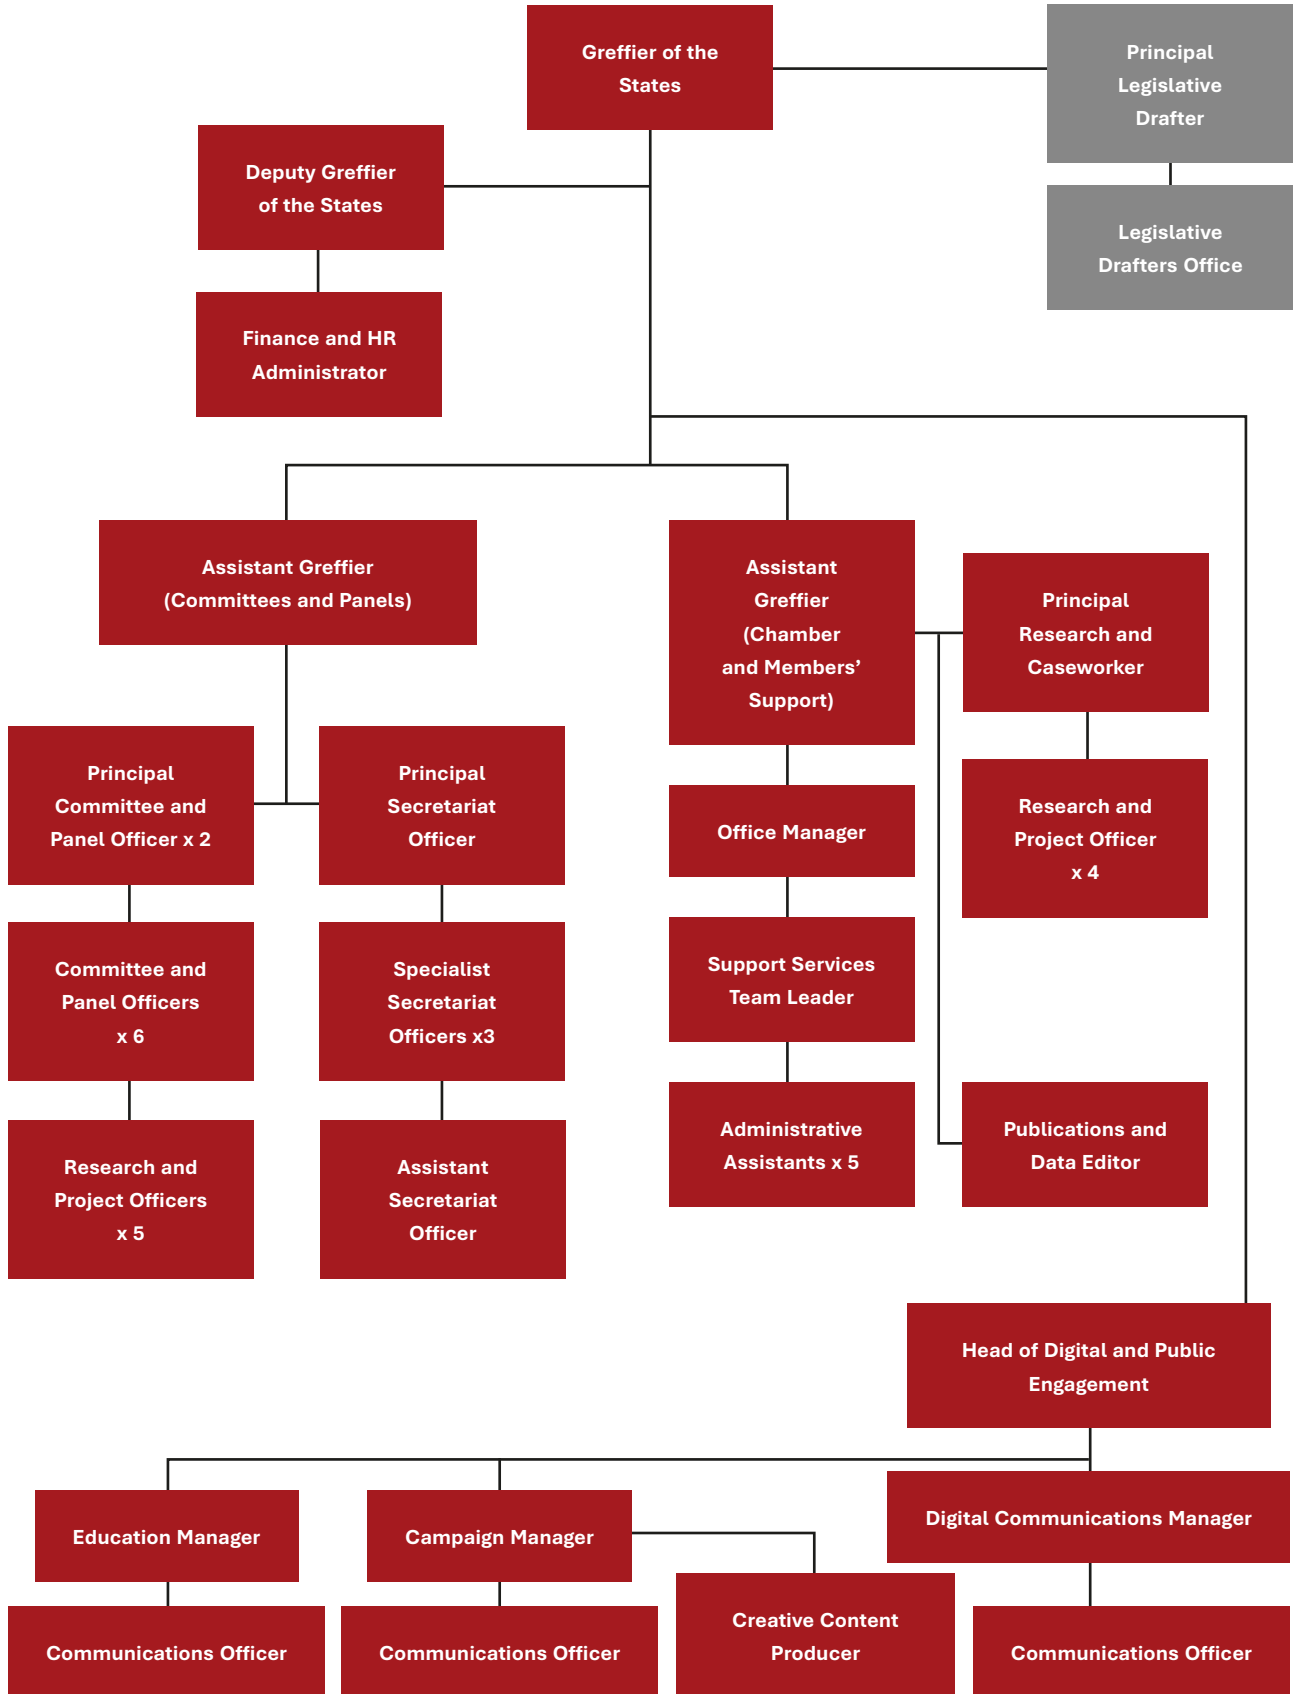 Greffier of the
States
Principal
Legislative
Drafter
Deputy Greffier
of the States
Legislative
Drafters Office
Finance and HR
Administrator
Assistant Greffier
(Committees and Panels)
Assistant
Greffier
(Chamber
and Members’
Support)
Principal
Research and
Caseworker
Principal
Committee and
Panel Officer x 2
Principal
Secretariat
Officer
Office Manager
Research and
Project Officer
x 4
Committee and
Panel Officers
x 6
Specialist
Secretariat
Officers x3
Support Services
Team Leader
Research and
Project Officers
x 5
Assistant
Secretariat
Officer
Administrative
Assistants x 5
Publications and
Data Editor
Head of Digital and Public
Engagement
Education Manager
Campaign Manager
Digital Communications Manager
Communications Officer
Communications Officer
Creative Content
Producer
Communications Officer